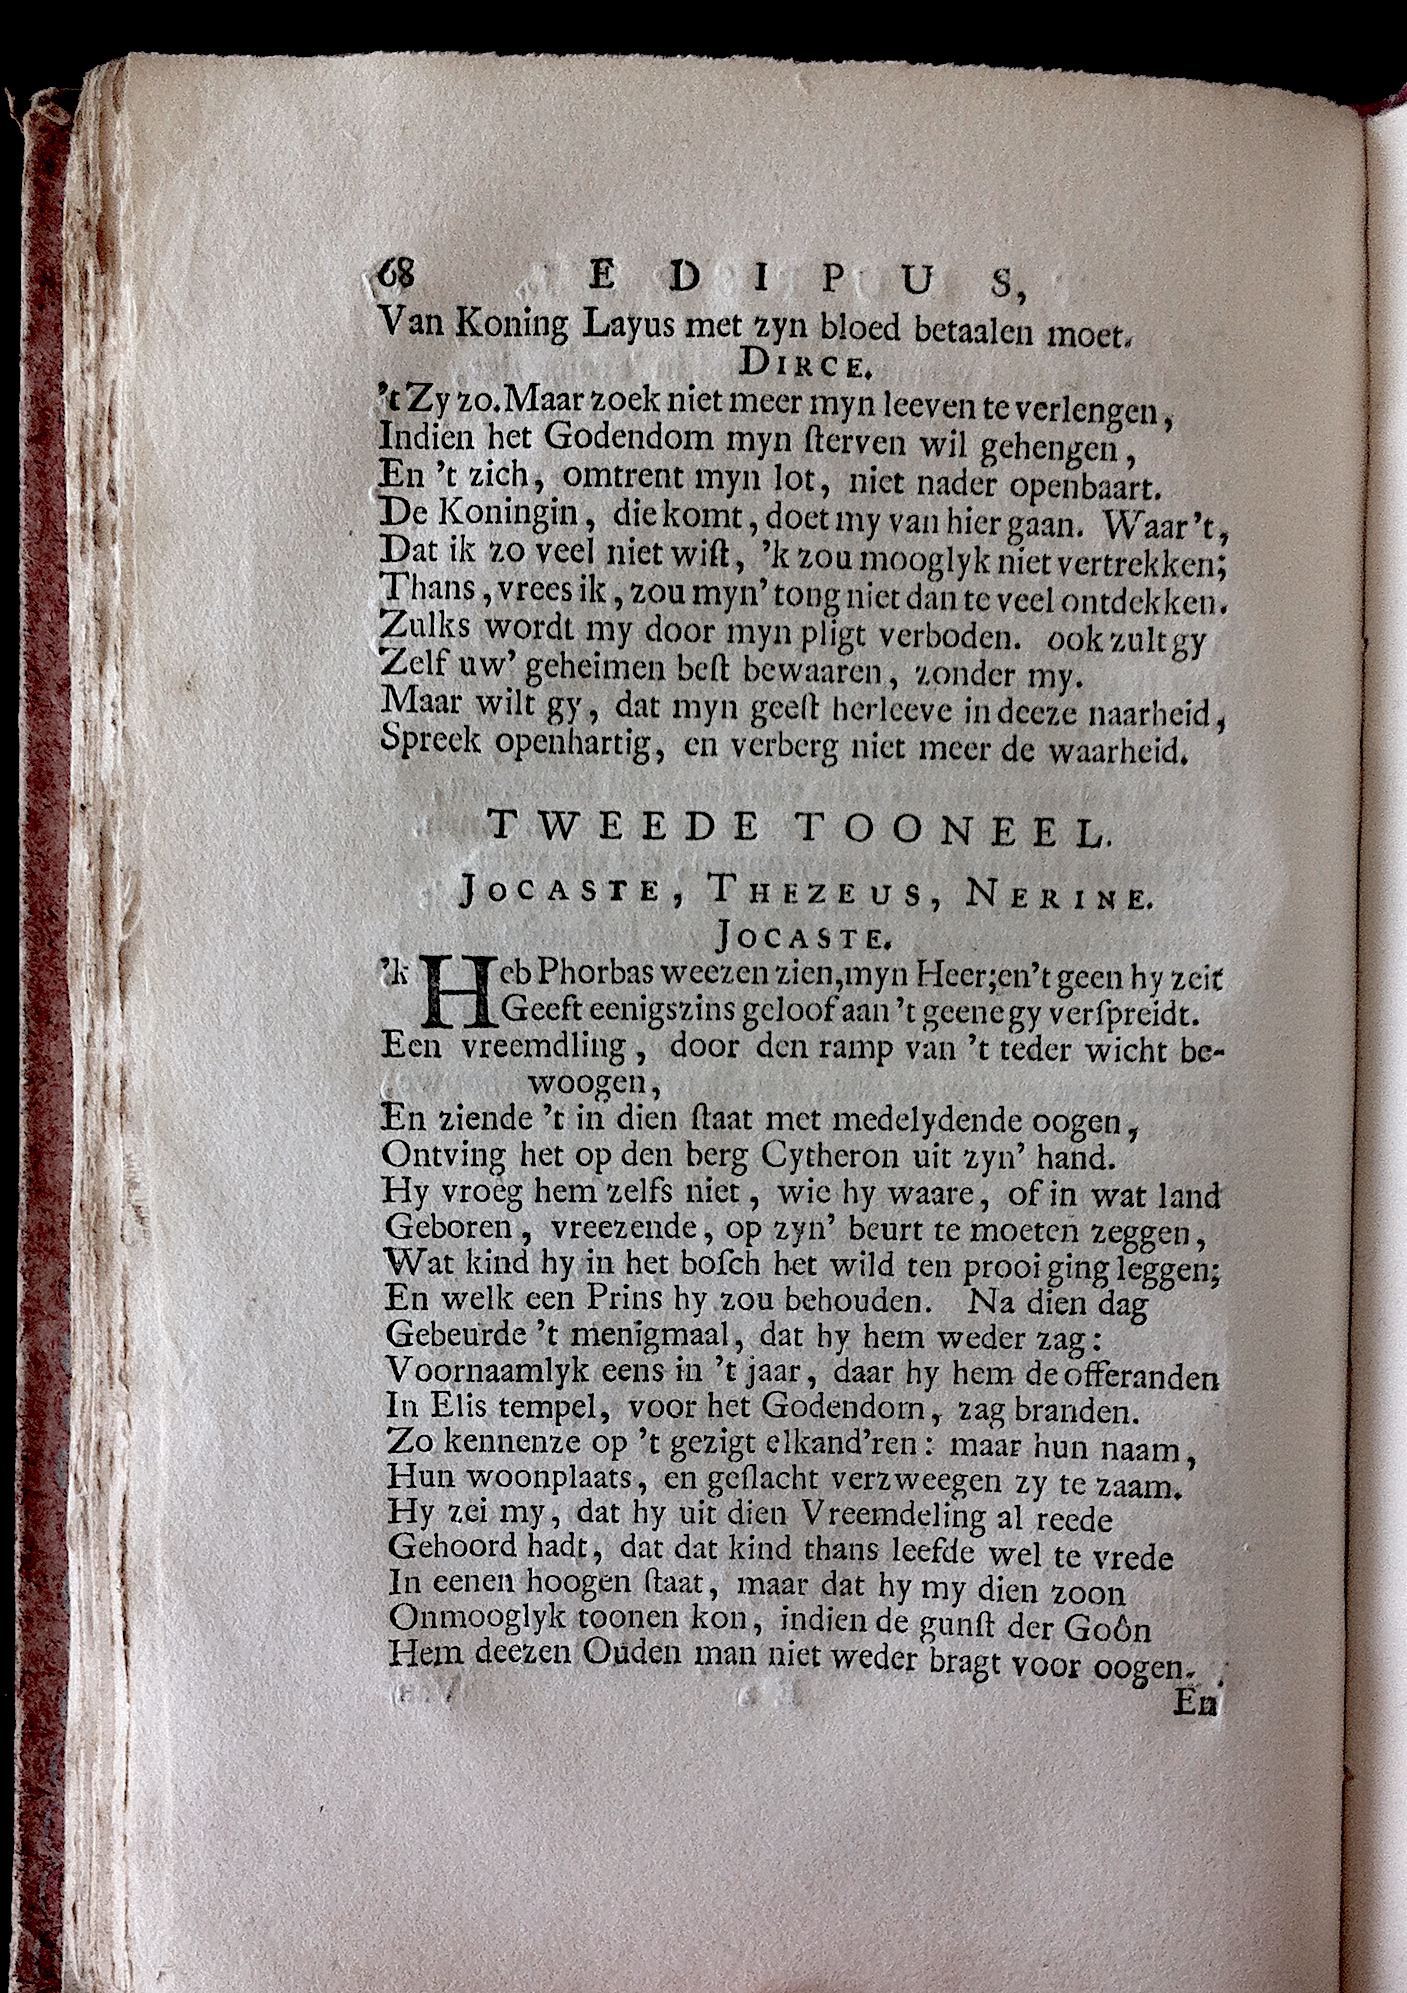 68 E D I P U S,
Van Koning Layus met zyn bloed betaalen moet.
DIRCE.
't Zy zo. Maar zoek niet meer myn leeven te verlengen,
Indien het Godendom myn ſterven wil gehengen,
En 't zich, omtrent myn lot, niet nader openbaart.
De Koningin, die komt, doet my van hier gaan. Waar 't,
Dat ik zo veel niet wiſt, 'k zou mooglyk niet vertrekken;
Thans, vrees ik, zou myn' tong niet dan te veel ontdekken.
Zulks wordt my door myn pligt verboden. ook zult gy
Zelf uw' geheimen beſt bewaaren, zonder my.
Maar wilt gy, dat myn geeſt herleeve in deeze naarheid,
Spreek openhartig, en verberg niet meer de waarheid.
TWEEDE TOONEEL.
JOCASTE, THEZEUS, NERINE.
JOCASTE.
'k Heb Phorbas weezen zien, myn Heer; en 't geen hy zeit
Geeft eenigszins geloof aan 't geene gy verſpreidt.
Een vreemdling, door den ramp van 't teder wicht be-
woogen,
En ziende 't in dien ſtaat met medelydende oogen,
Ontving het op den berg Cytheron uit zyn' hand.
Hy vroeg hem zelfs niet, wie hy waare, of in wat land
Geboren, vreezende, op zyn' beurt te moeten zeggen,
Wat kind hy in het boſch het wild ten prooi ging leggen;
En welk een Prins hy zou behouden. Na dien dag
Gebeurde 't menigmaal, dat hy hem weder zag:
Voornaamlyk eens in 't jaar, daar hy hem de offeranden
In Elis tempel, voor het Godendom, zag branden.
Zo kennenze op 't gezigt elkand'ren: maar hun naam,
Hun woonplaats, en geſlacht verzweegen zy te zaam.
Hy zei my, dat hy uit dien Vreemdeling al reede
Gehoord hadt, dat dat kind thans leefde wel te vrede
In eenen hoogen ſtaat, maar dat hy my dien zoon
Onmooglyk toonen kon, indien de gunſt der Goôn
Hem deezen Ouden man niet weder bragt voor oogen.
En